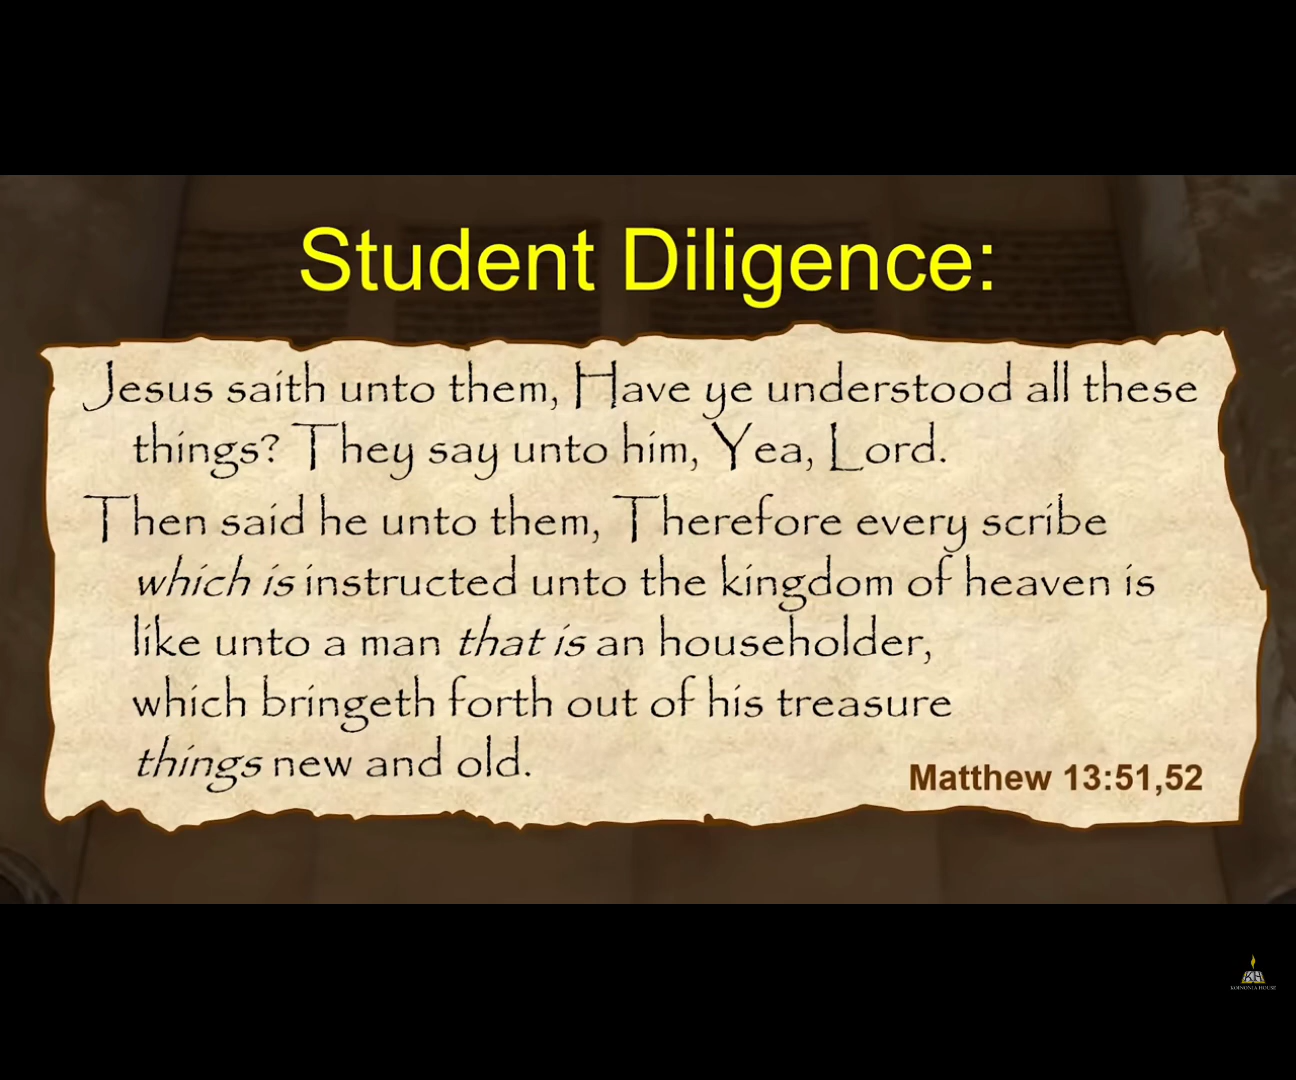 Student Diligence:
Jesus saith unto them, Have ye understood all these
things? They say unto him, Yea, Lord.
Then said he unto them, Therefore every scribe
which is instructed unto the kingdom of heaven is
like unto a man that is an householder,
which bringeth forth out of his treasure
things new and old.
Matthew 13:51,52
KH
KOINONIA HOUSE